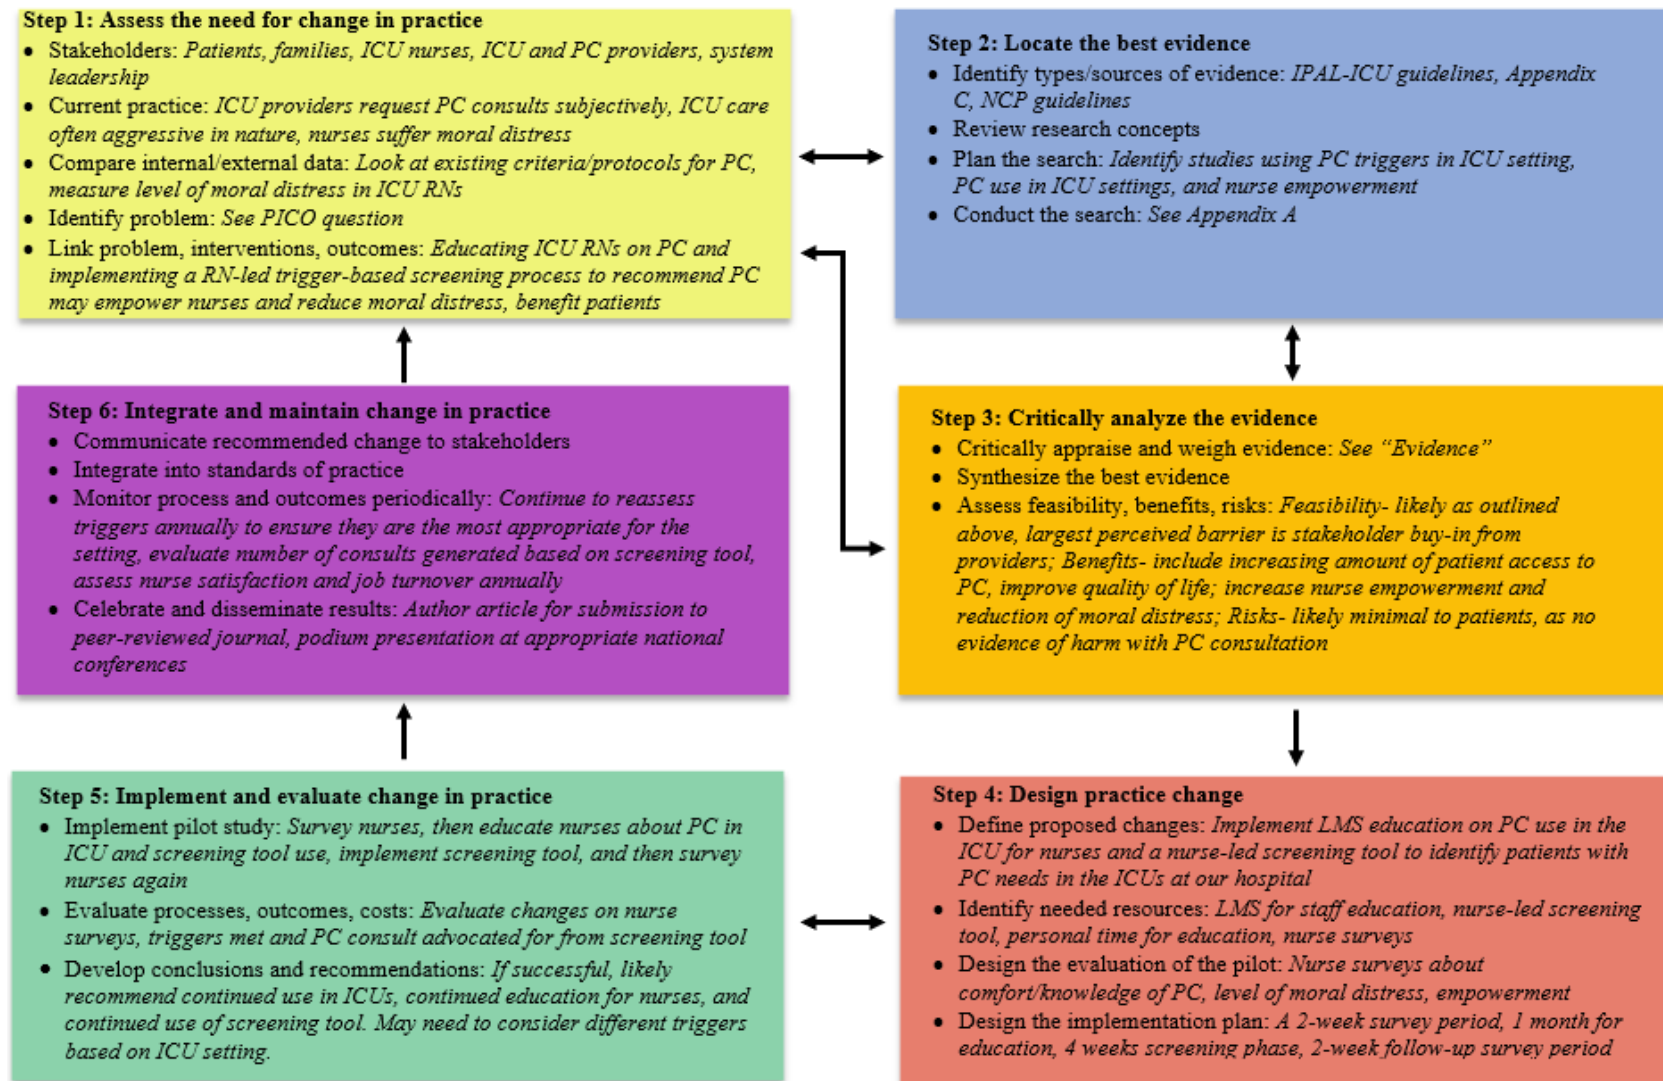 Step 1: Assess the need for change in practice
• Stakeholders: Patients, families, ICU nurses, ICU and PC providers, system
leadership
• Current practice: ICU providers request PC consults subjectively, ICU care
often aggressive in nature, nurses suffer moral distress
• Compare internal/external data: Look at existing criteria/protocols for PC,
measure level of moral distress in ICU RNs
• Identify problem: See PICO question
• Link problem, interventions, outcomes: Educating ICU RNs on PC and
implementing a RN-led trigger-based screening process to recommend PC
may empower nurses and reduce moral distress, benefit patients
Step 2: Locate the best evidence
• Identify types/sources of evidence: IPAL-ICU guidelines, Appendix
C, NCP guidelines
• Review research concepts
• Plan the search: Identify studies using PC triggers in ICU setting,
PC use in ICU settings, and nurse empowerment
• Conduct the search: See Appendix A
Step 3: Critically analyze the evidence
• Critically appraise and weigh evidence: See “Evidence”
• Synthesize the best evidence
• Assess feasibility, benefits, risks: Feasibility- likely as outlined
above, largest perceived barrier is stakeholder buy-in from
providers; Benefits- include increasing amount of patient access to
PC, improve quality of life; increase nurse empowerment and
reduction of moral distress; Risks- likely minimal to patients, as no
evidence of harm with PC consultation
Step 4: Design practice change
• Define proposed changes: Implement LMS education on PC use in the
ICU for nurses and a nurse-led screening tool to identify patients with
PC needs in the ICUs at our hospital
• Identify needed resources: LMS for staff education, nurse-led screening
tool, personal time for education, nurse surveys
• Design the evaluation of the pilot: Nurse surveys about
comfort/knowledge of PC, level of moral distress, empowerment
• Design the implementation plan: A 2-week survey period, 1 month for
education, 4 weeks screening phase, 2-week follow-up survey period
Step 5: Implement and evaluate change in practice
• Implement pilot study: Survey nurses, then educate nurses about PC in
ICU and screening tool use, implement screening tool, and then survey
nurses again
• Evaluate processes, outcomes, costs: Evaluate changes on nurse
surveys, triggers met and PC consult advocated for from screening tool
• Develop conclusions and recommendations: If successful, likely
recommend continued use in ICUs, continued education for nurses, and
continued use of screening tool. May need to consider different triggers
based on ICU setting.
Step 6: Integrate and maintain change in practice
• Communicate recommended change to stakeholders
• Integrate into standards of practice
• Monitor process and outcomes periodically: Continue to reassess
triggers annually to ensure they are the most appropriate for the
setting, evaluate number of consults generated based on screening tool,
assess nurse satisfaction and job turnover annually
• Celebrate and disseminate results: Author article for submission to
peer-reviewed journal, podium presentation at appropriate national
conferences